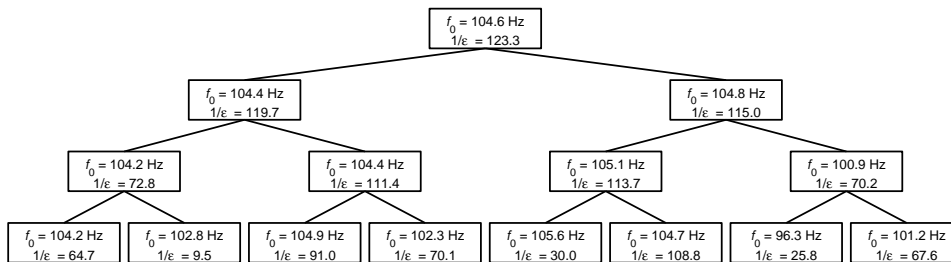 f0 = 104.6 Hz
1/ε = 123.3
f0 = 104.4 Hz
1/ε = 119.7
f0 = 104.8 Hz
1/ε = 115.0
f0 = 104.2 Hz
1/ε = 72.8
f0 = 104.4 Hz
1/ε = 111.4
f0 = 105.1 Hz
1/ε = 113.7
f0 = 100.9 Hz
1/ε = 70.2
f0 = 104.2 Hz
1/ε = 64.7
f0 = 102.8 Hz
1/ε = 9.5
f0 = 104.9 Hz
1/ε = 91.0
f0 = 102.3 Hz
1/ε = 70.1
f0 = 105.6 Hz
1/ε = 30.0
f0 = 104.7 Hz
1/ε = 108.8
f0 = 96.3 Hz
1/ε = 25.8
f0 = 101.2 Hz
1/ε = 67.6